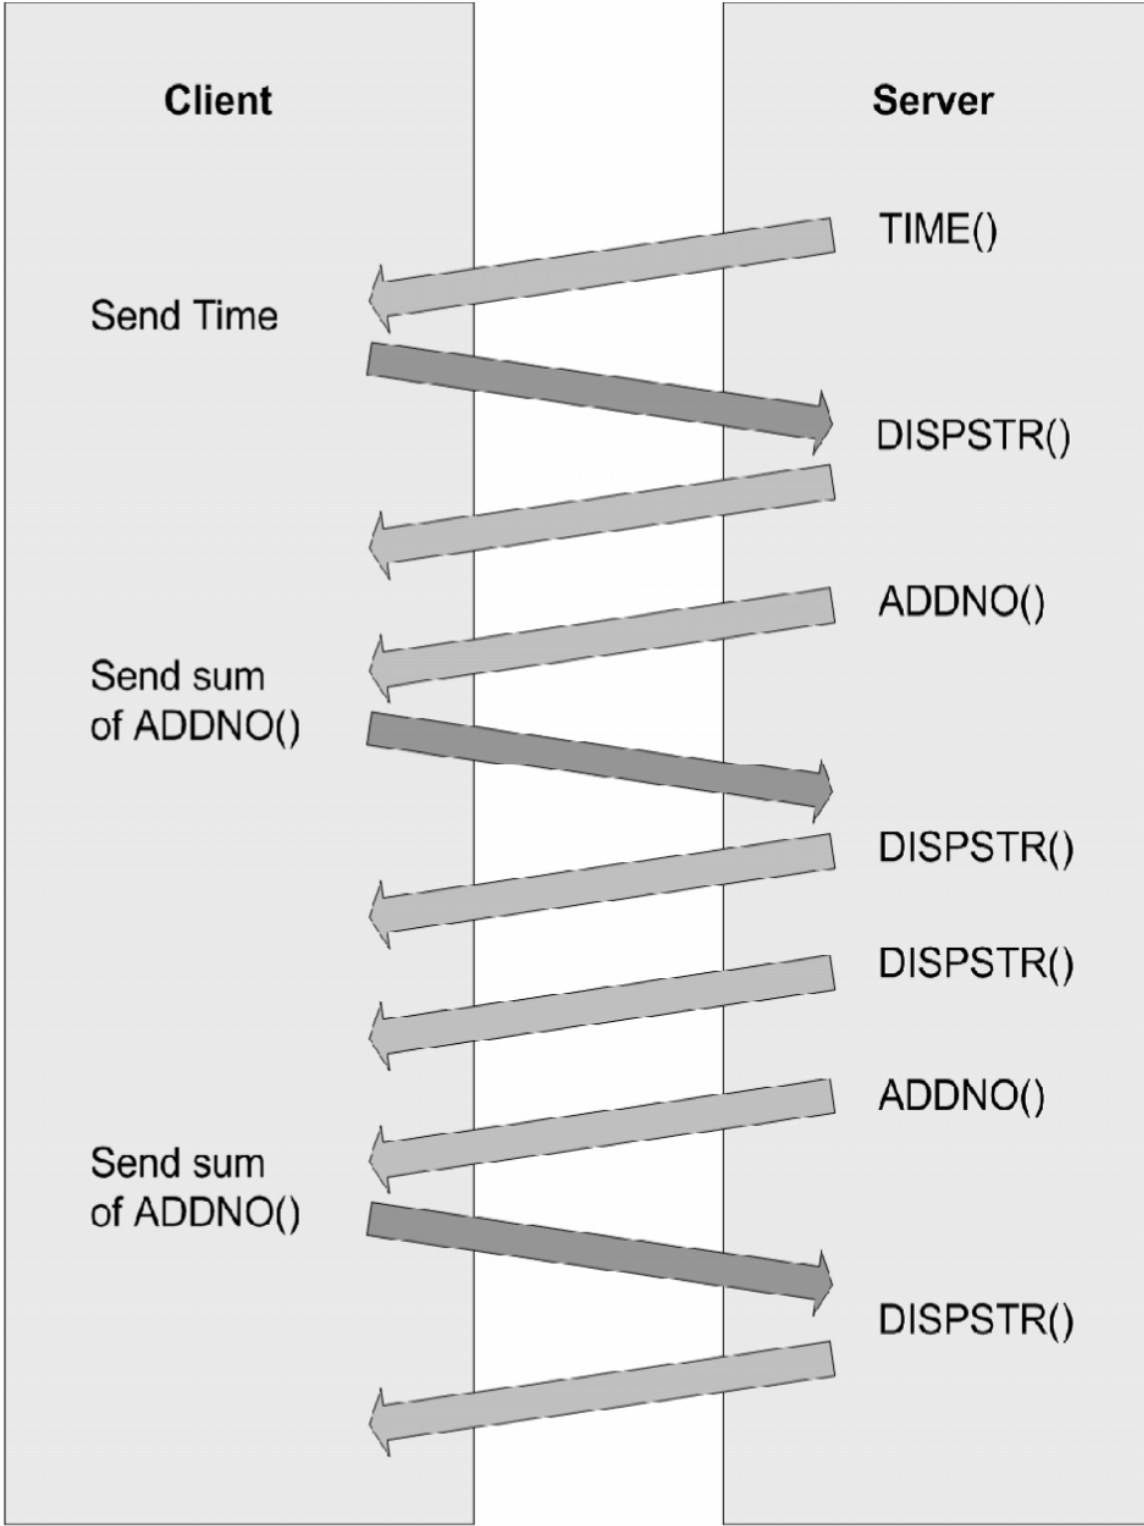 Client
Server
TIME()
Send Time
DISPSTR()
ADDNO()
Send sum
of ADDNO()
DISPSTR()
DISPSTR()
ADDNO()
Send sum
of ADDNO()
DISPSTR()